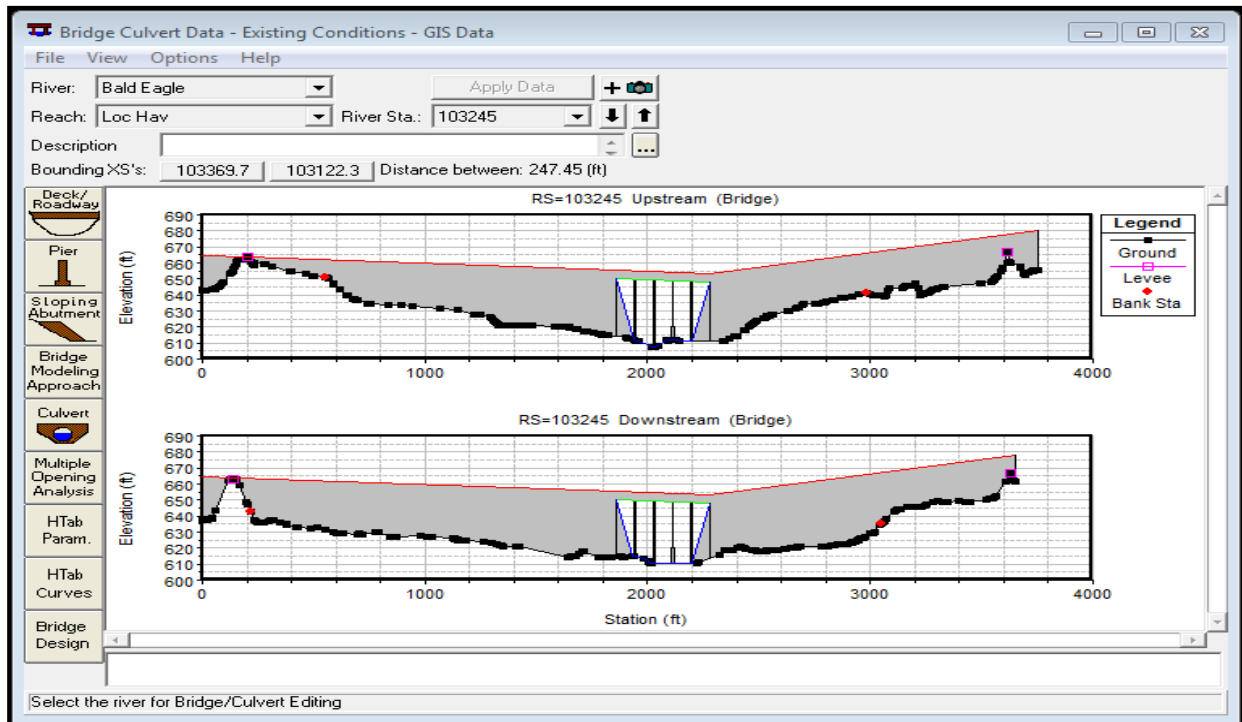 Bridge Culvert Data - Existing Conditions - GIS Data
File View Options Help
River: Bald Eagle Apply Data +
Reach: Loc Hav River Sta.: 103245
Description ...
Bounding XS's: 103369.7 103122.3 Distance between: 247.45 (ft)
Deck/
Roadway
Pier
Sloping
Abutment
Bridge
Modeling
Approach
Culvert
Multiple
Opening
Analysis
HTab
Param.
HTab
Curves
Bridge
Design
RS=103245 Upstream (Bridge)
690
680
670
660
650
640
630
620
610
600
Elevation (ft)
0 1000 2000 3000 4000
Legend
Ground
Levee
Bank Sta
RS=103245 Downstream (Bridge)
690
680
670
660
650
640
630
620
610
600
Elevation (ft)
0 1000 2000 3000 4000
Station (ft)
Select the river for Bridge/Culvert Editing